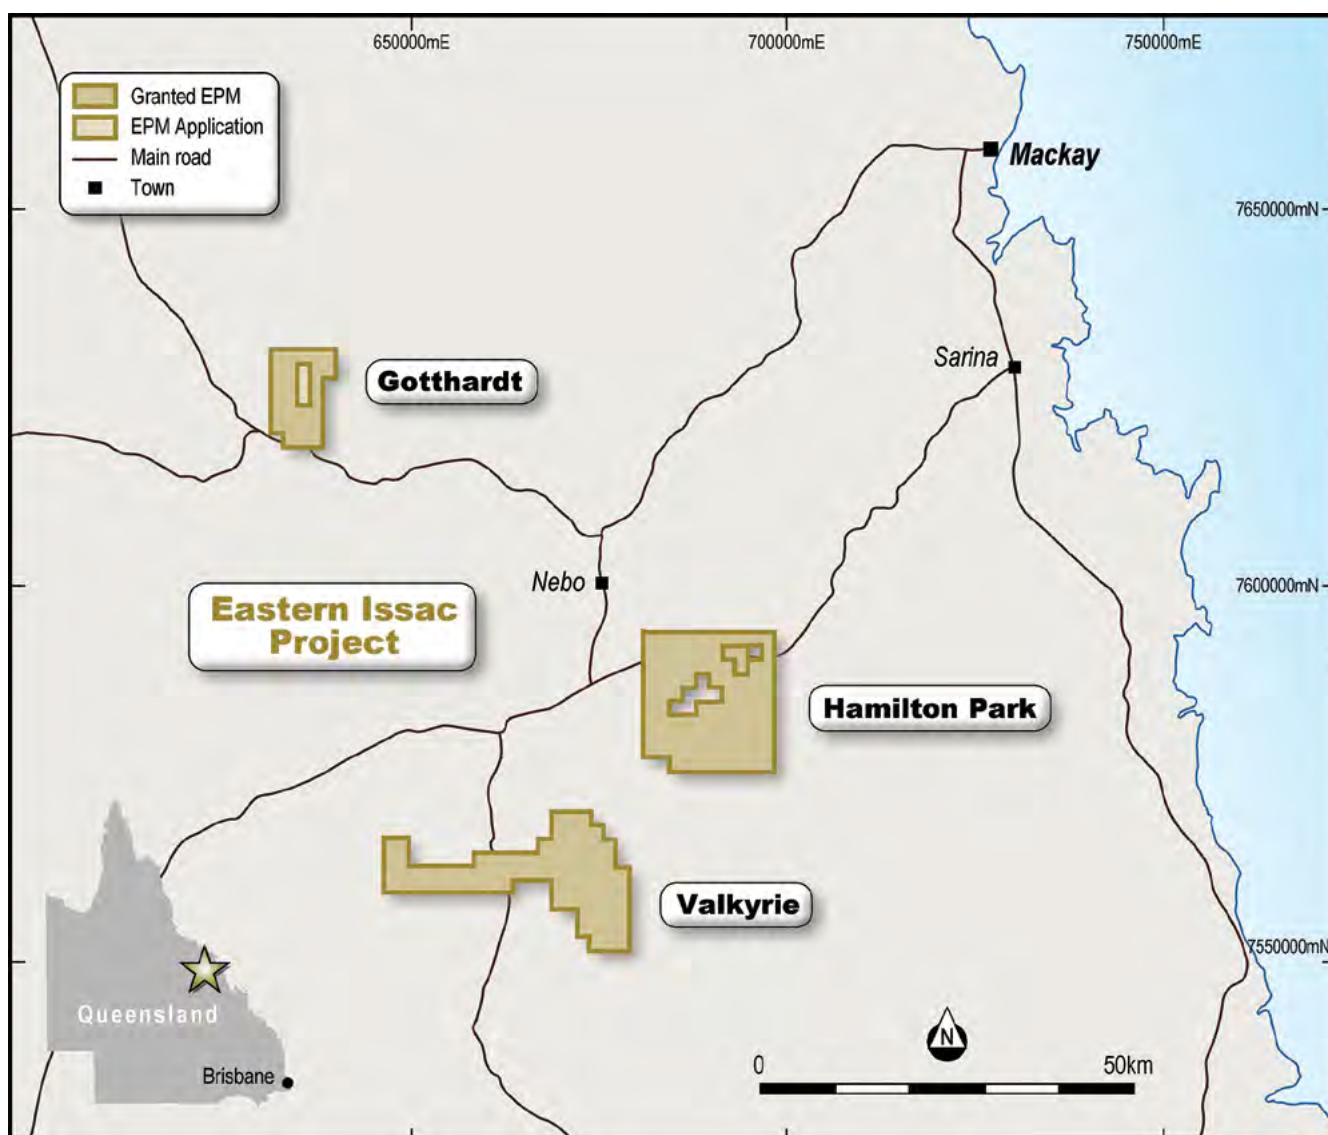 650000mE
700000mE
750000mE
Granted EPM
EPM Application
Main road
Town
Mackay
7650000mN
Sarina
Gotthardt
Nebo
7600000mN
Eastern Issac
Project
Hamilton Park
Valkyrie
7550000mN
Queensland
N
0
50km
Brisbane